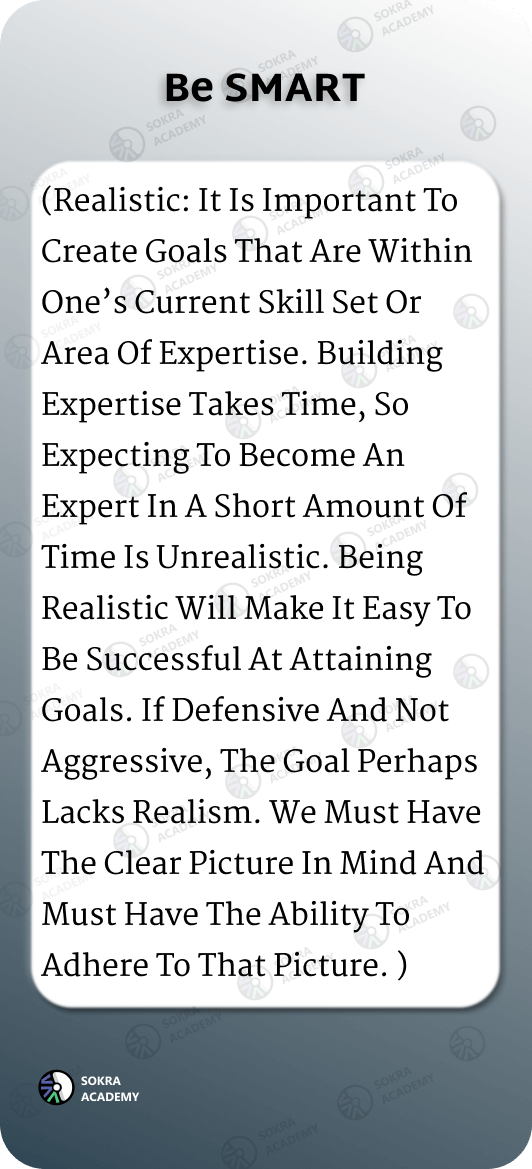 Be SMART
(Realistic: It Is Important To
Create Goals That Are Within
One’s Current Skill Set Or
Area Of Expertise. Building
Expertise Takes Time, So
Expecting To Become An
Expert In A Short Amount Of
Time Is Unrealistic. Being
Realistic Will Make It Easy To
Be Successful At Attaining
Goals. If Defensive And Not
Aggressive, The Goal Perhaps
Lacks Realism. We Must Have
The Clear Picture In Mind And
Must Have The Ability To
Adhere To That Picture. )
SOKRA
ACADEMY